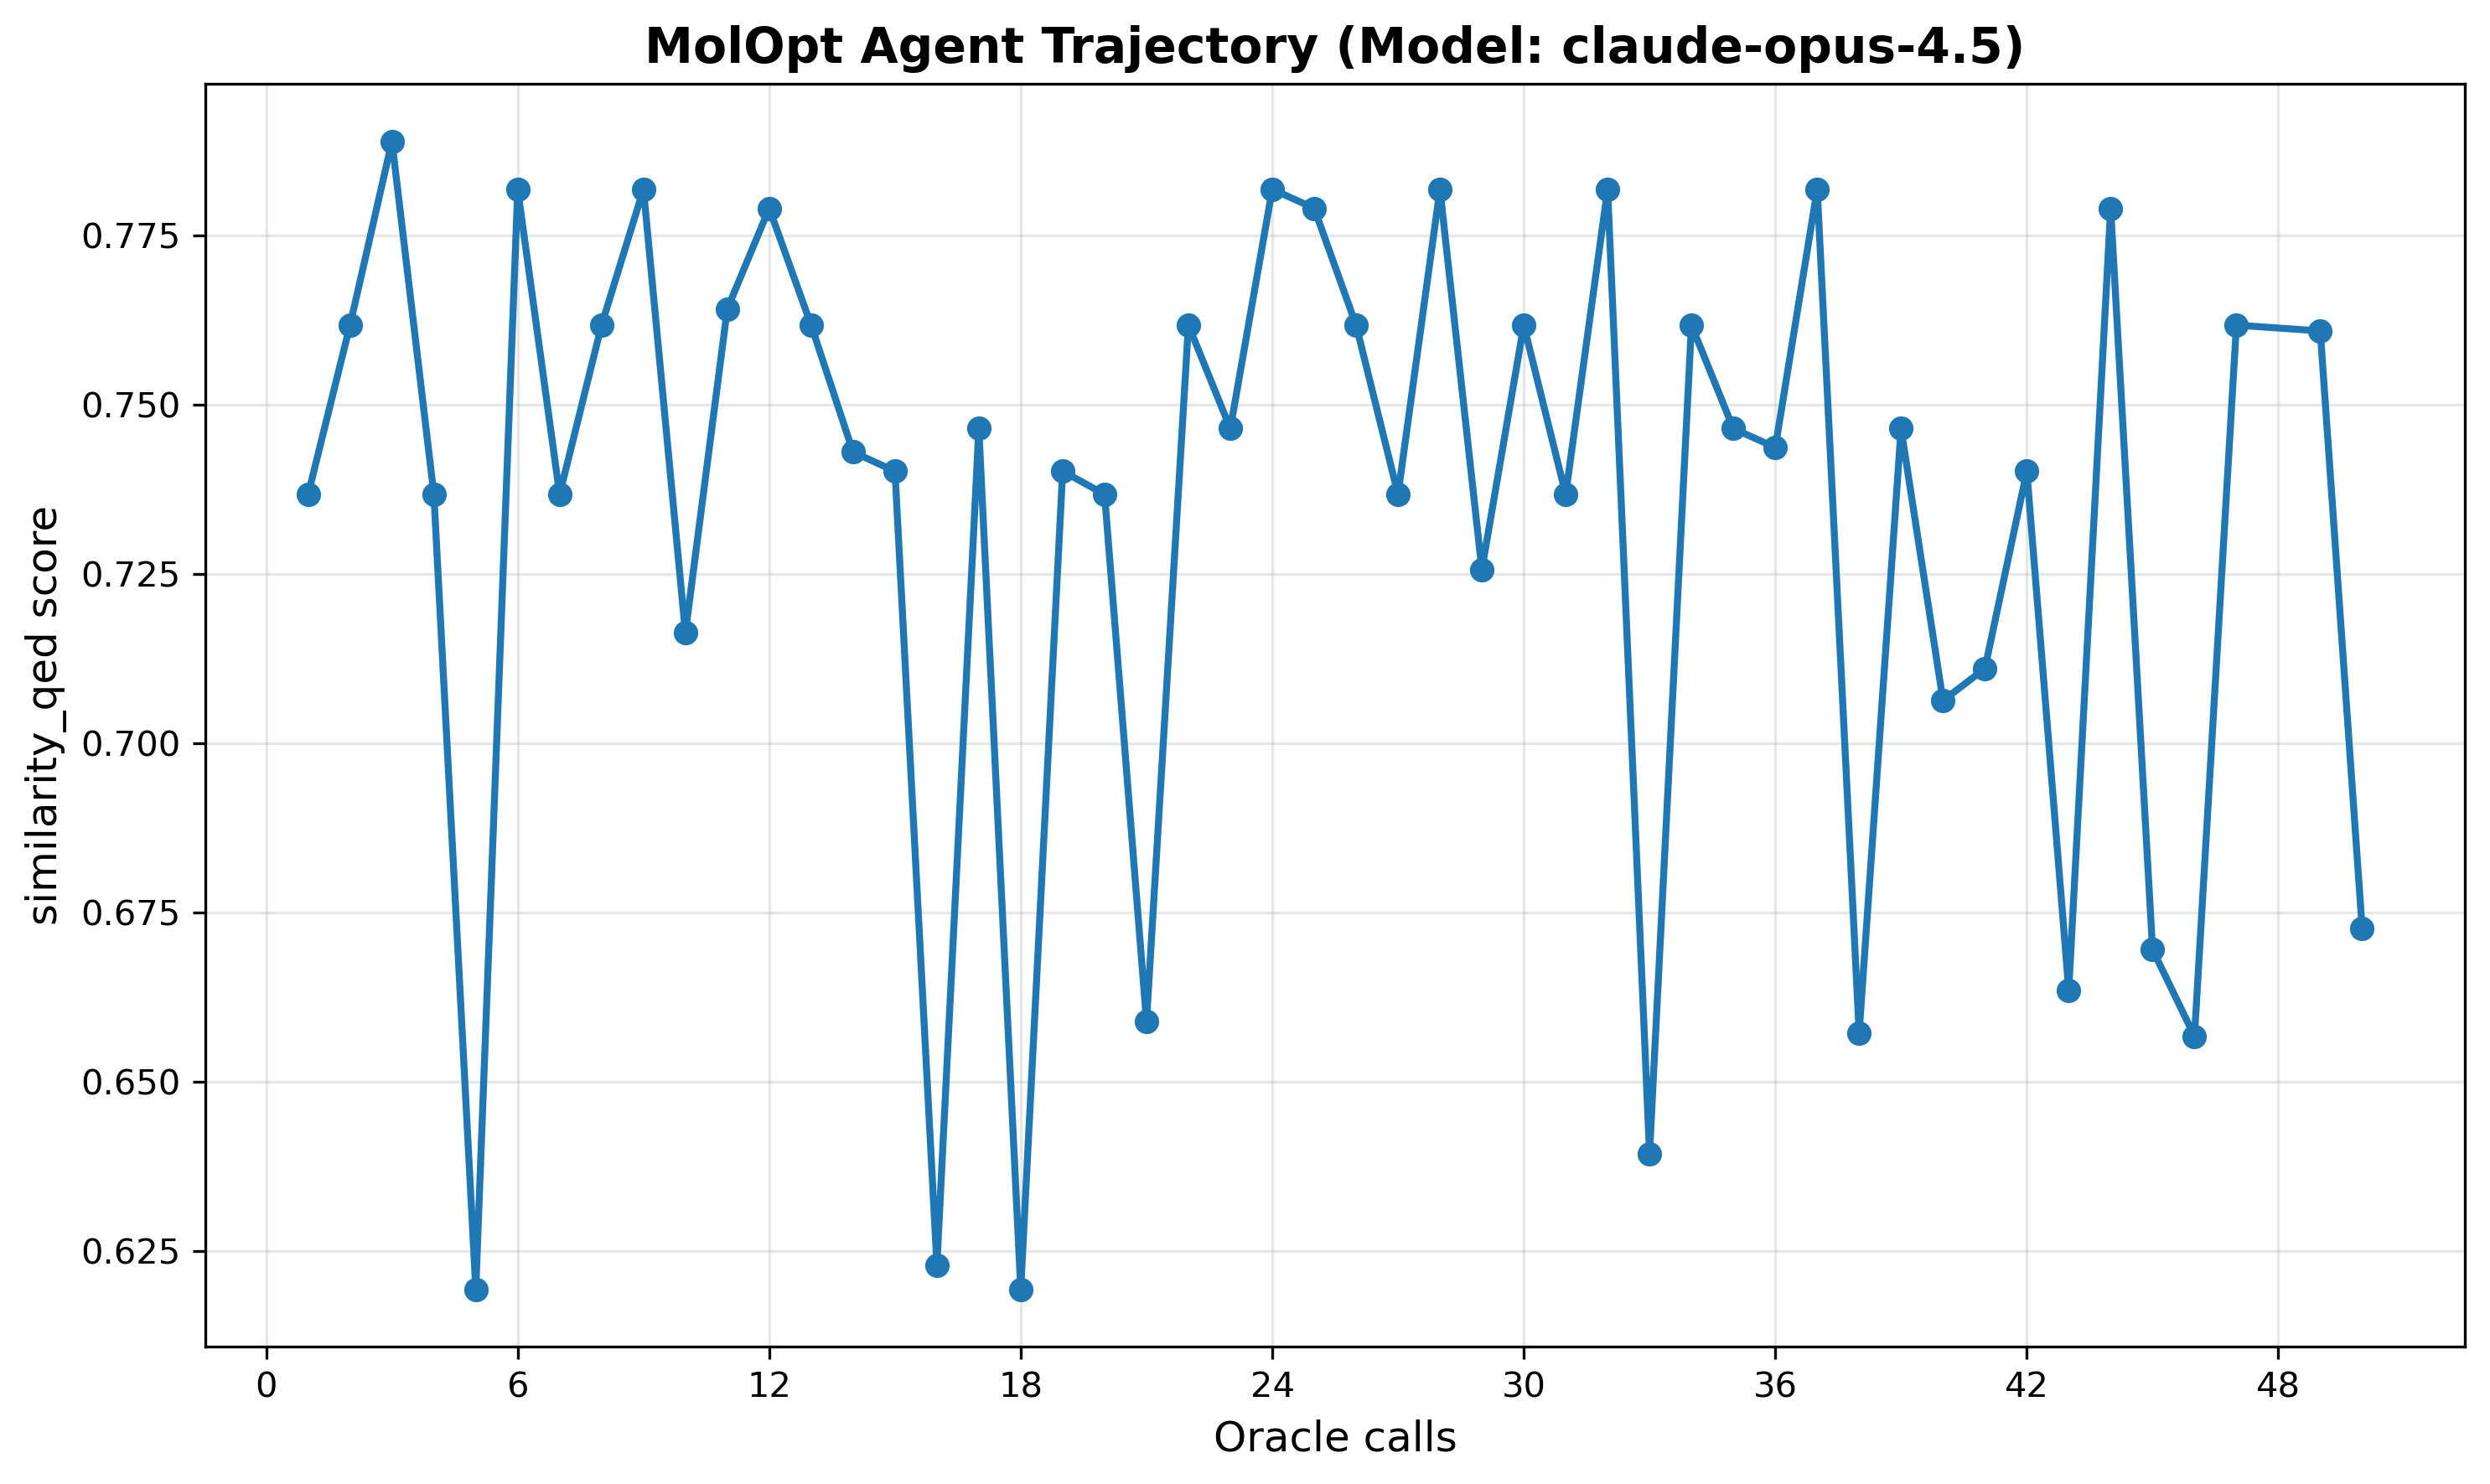 MolOpt Agent Trajectory (Model: claude-opus-4.5)
similarity_qed score
0.775
0.750
0.725
0.700
0.675
0.650
0.625
0 6 12 18 24 30 36 42 48
Oracle calls